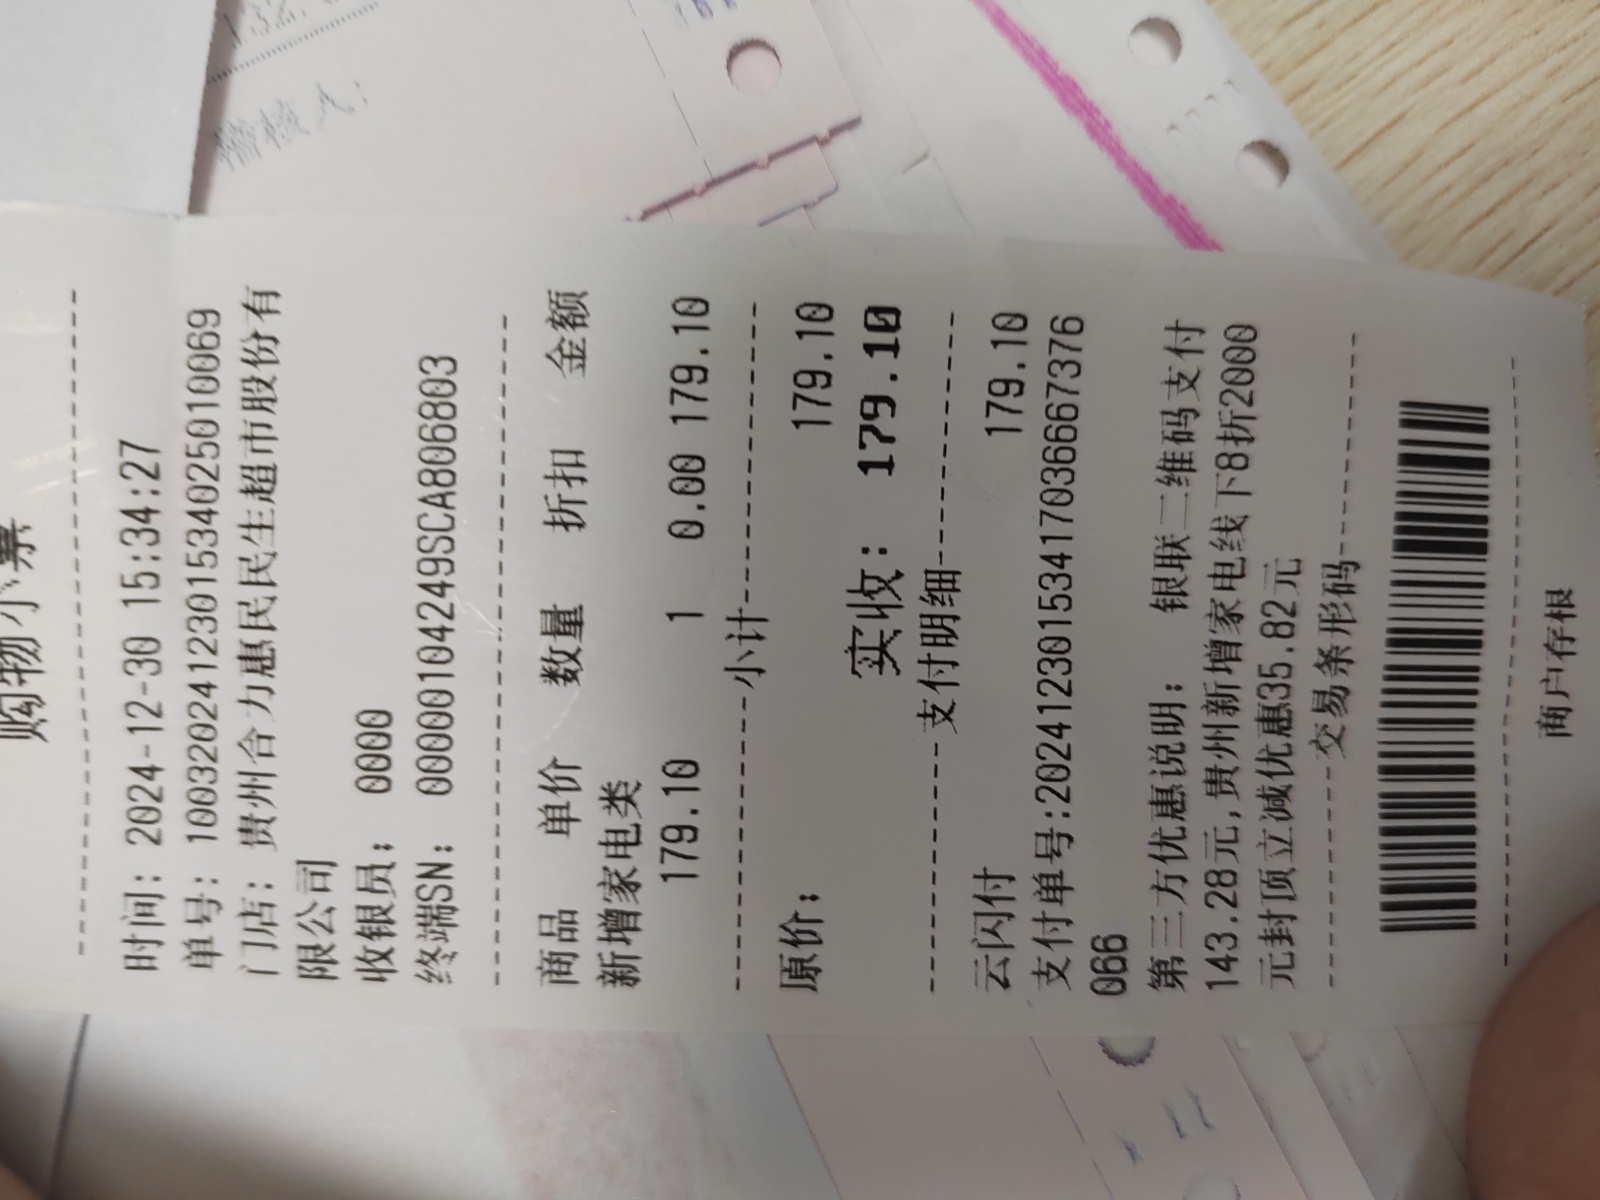 购物小票
时间: 2024-12-30 15:34:27
单号: 1003202412301534025010069
门店: 贵州合力惠民民生超市股份有
限公司
收银员: 0000
终端SN: 00000104249SCA806803
商品 单价 数量 折扣 金额
新增家电类
179.10 1 0.00 179.10
小计
原价: 179.10
实收: 179.10
支付明细
云闪付 179.10
支付单号:20241230153417036667376
066
第三方优惠说明: 银联二维码支付
143.28元,贵州新增家电线下8折2000
元封顶立减优惠35.82元
交易条形码
商户存根
稽核人: